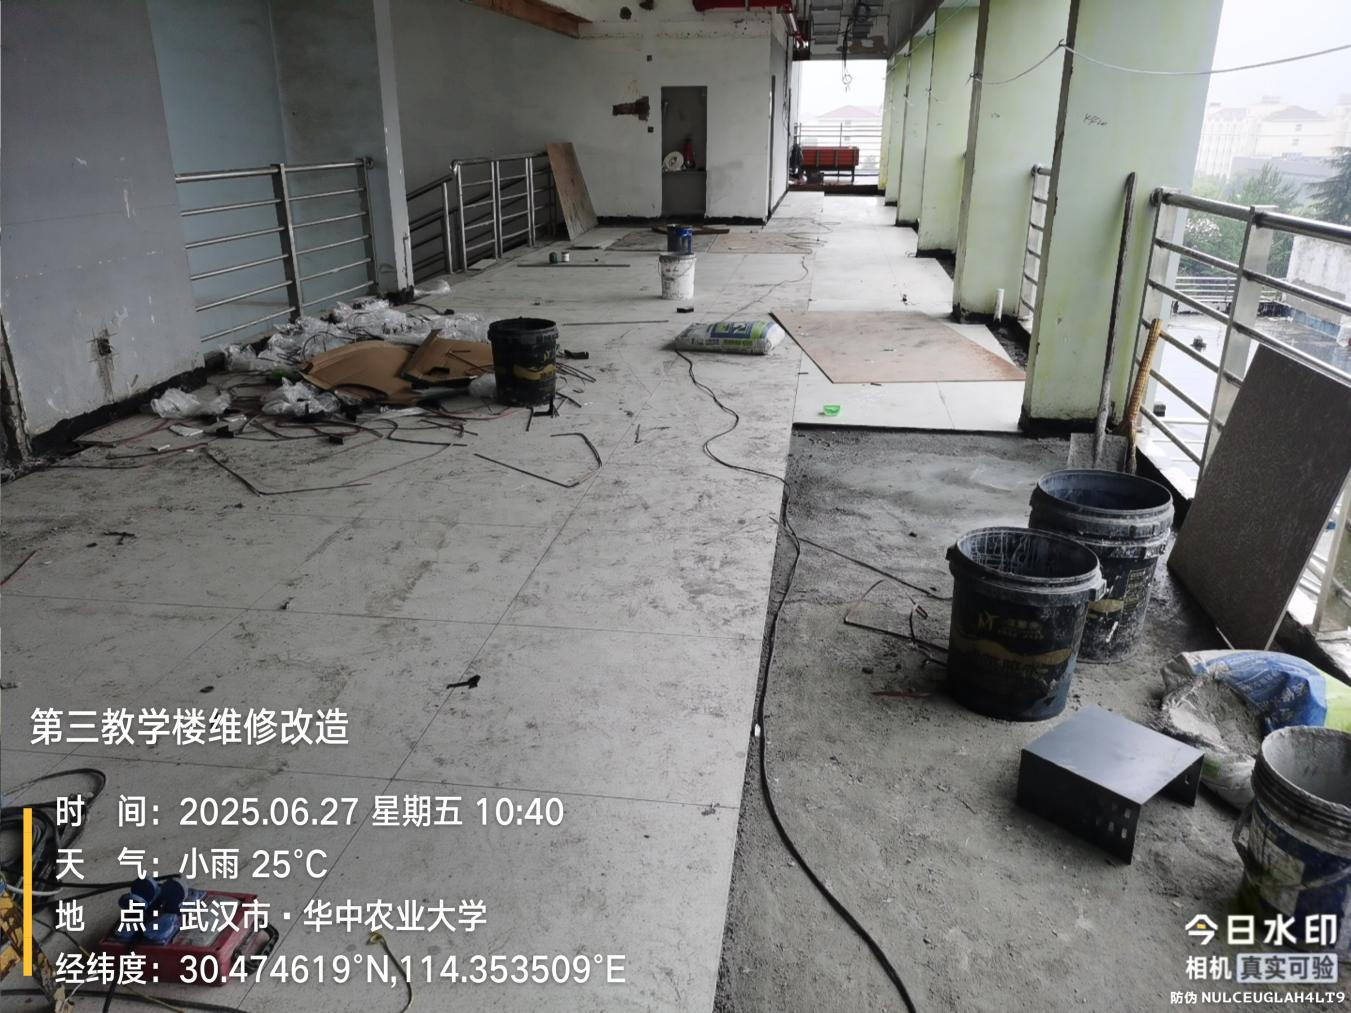 第三教学楼维修改造
时 间：2025.06.27 星期五 10:40
天 气：小雨 25°C
地 点：武汉市·华中农业大学
经纬度：30.474619°N,114.353509°E
今日水印
相机 真实可验
防伪 NULCEUGLAH4LT9